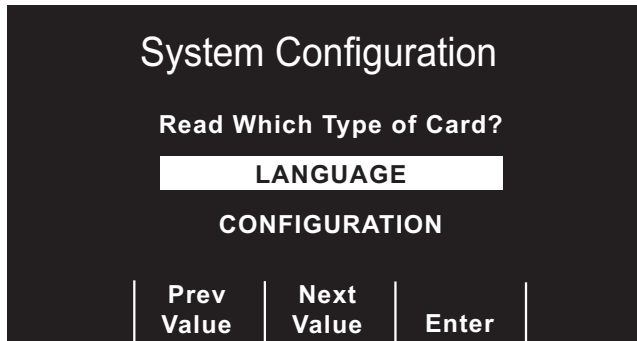 System Configuration
Read Which Type of Card?
LANGUAGE
CONFIGURATION
Prev Next
Value Value Enter